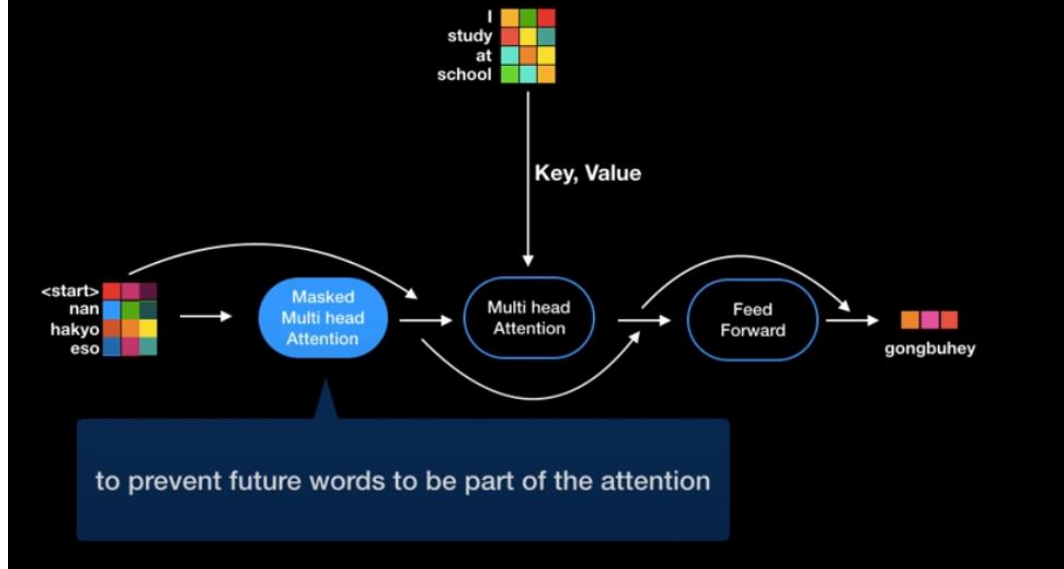 I
study
at
school
Key, Value
<start>
nan
hakyo
eso
Masked
Multi head
Attention
Multi head
Attention
Feed
Forward
gongbuhey
to prevent future words to be part of the attention